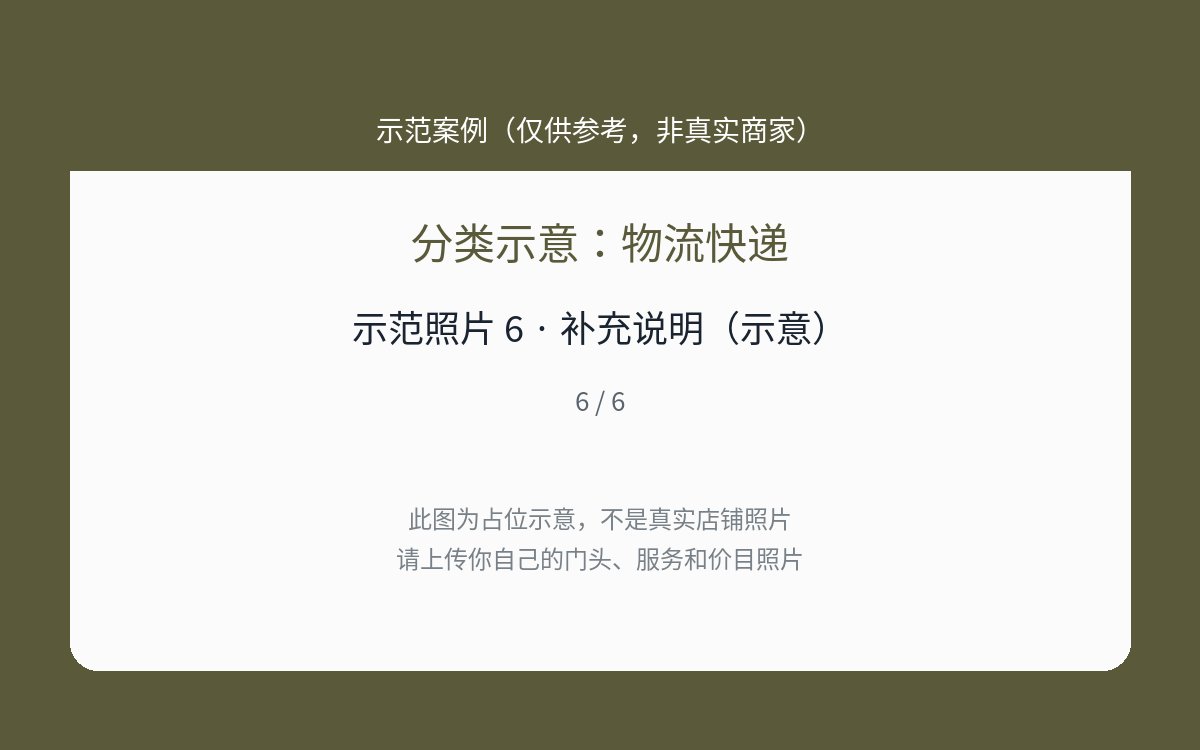 示范案例（仅供参考，非真实商家）
分类示意：物流快递
示范照片 6 · 补充说明（示意）
6 / 6
此图为占位示意，不是真实店铺照片
请上传你自己的门头、服务和价目照片